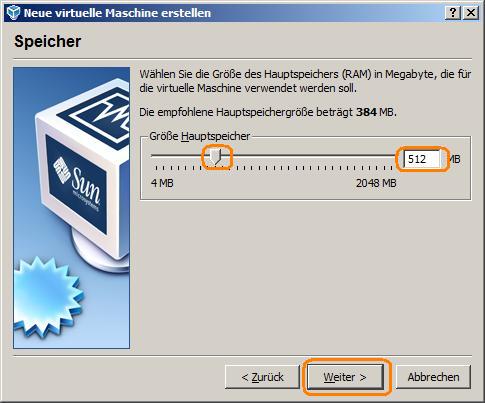 Neue virtuelle Maschine erstellen
Speicher
Wählen Sie die Größe des Hauptspeichers (RAM) in Megabyte, die für
die virtuelle Maschine verwendet werden soll.
Die empfohlene Hauptspeichergröße beträgt 384 MB.
Größe Hauptspeicher
512 MB
4 MB 2048 MB
Sun
microsystems
< Zurück Weiter > Abbrechen